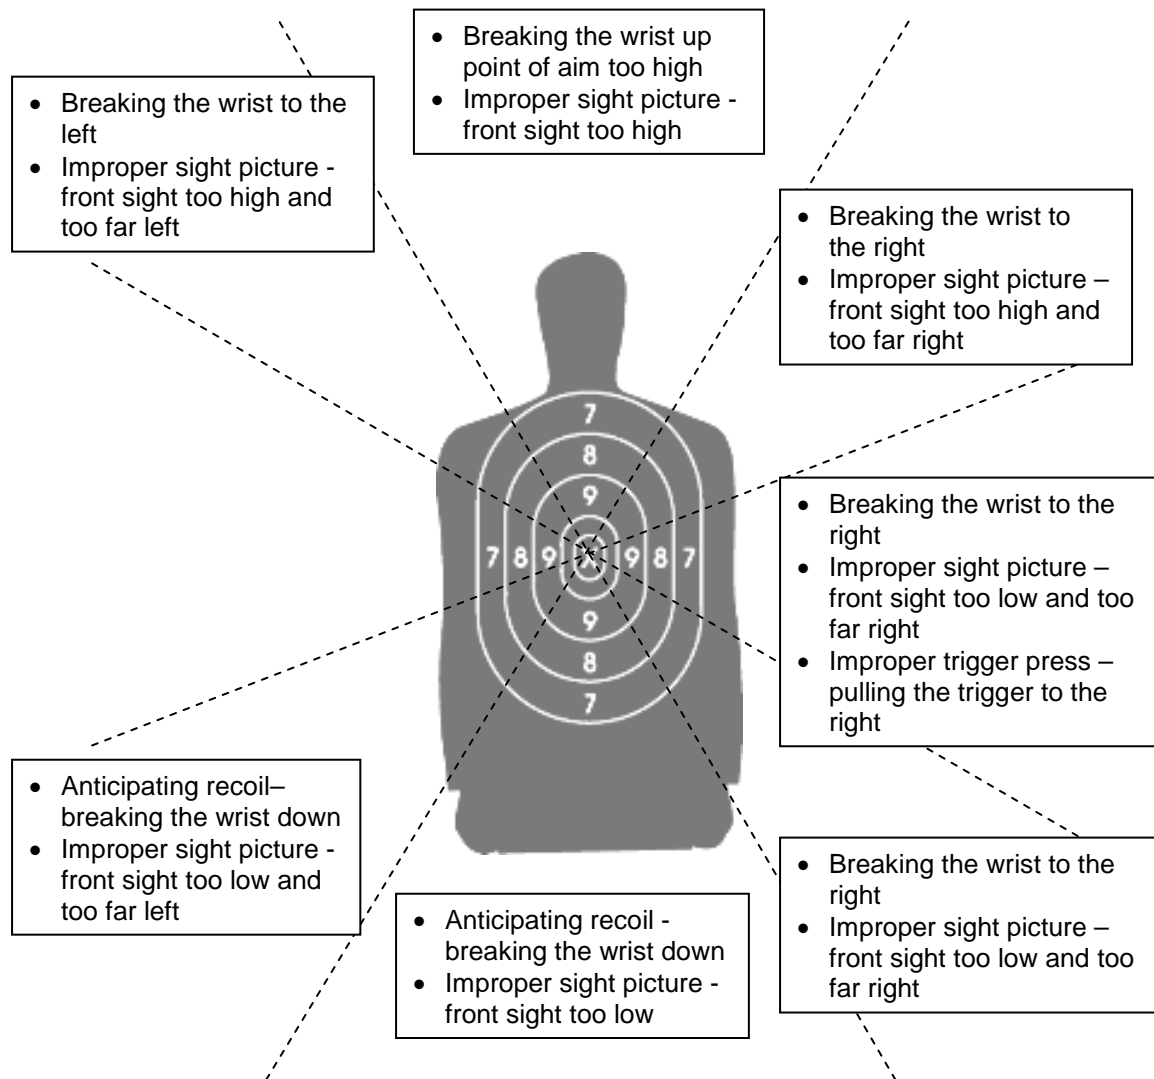 • Breaking the wrist up
point of aim too high
• Improper sight picture -
front sight too high
• Breaking the wrist to the
left
• Improper sight picture -
front sight too high and
too far left
• Breaking the wrist to
the right
• Improper sight picture –
front sight too high and
too far right
7
8
9
7 8 9 X 9 8 7
9
8
7
• Breaking the wrist to the
right
• Improper sight picture –
front sight too low and too
far right
• Improper trigger press –
pulling the trigger to the
right
• Anticipating recoil–
breaking the wrist down
• Improper sight picture -
front sight too low and
too far left
• Anticipating recoil -
breaking the wrist down
• Improper sight picture -
front sight too low
• Breaking the wrist to the
right
• Improper sight picture –
front sight too low and too
far right